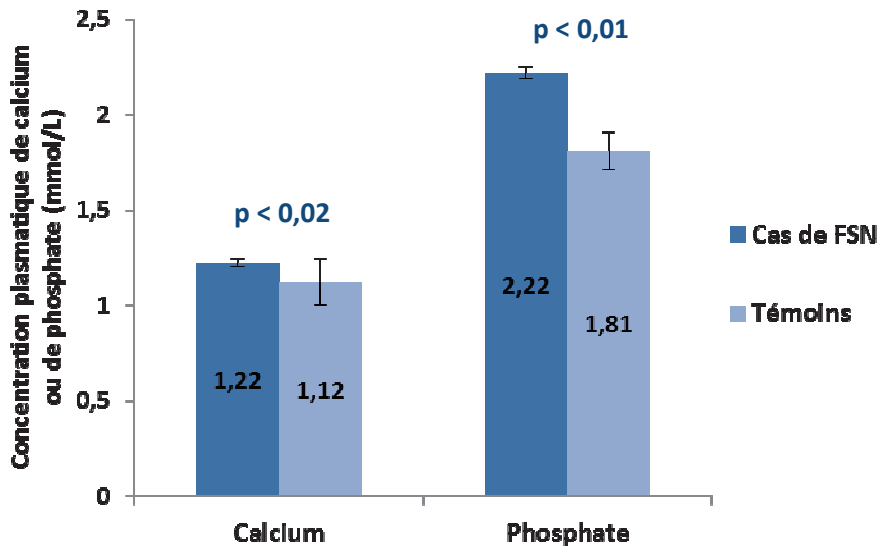 Concentration plasmatique de calcium
ou de phosphate (mmol/L)
2,5
2
1,5
1
0,5
0
p < 0,02
p < 0,01
1,22
1,12
2,22
1,81
Calcium
Phosphate
Cas de FSN
Témoins